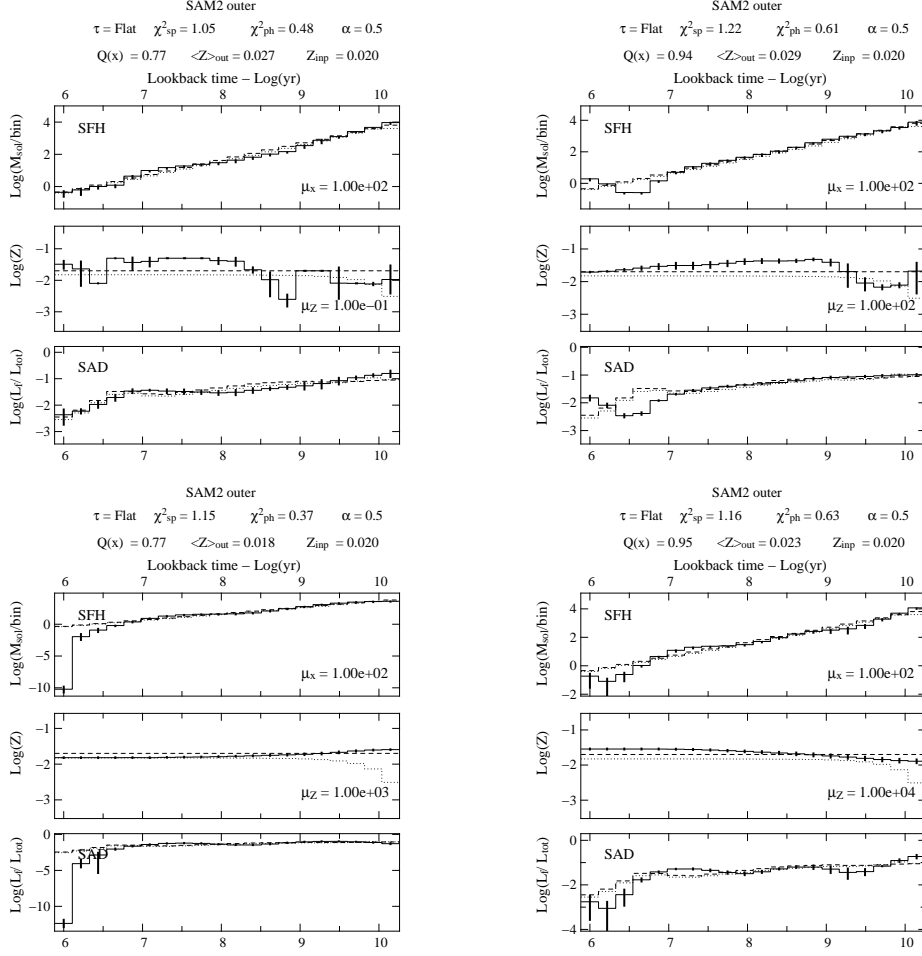 SAM2 outer
τ = Flat χ²sp = 1.05 χ²ph = 0.48 α = 0.5
Q(x) = 0.77 <Z>out = 0.027 Zinp = 0.020
Lookback time − Log(yr)
6 7 8 9 10
Log(Msol/bin)
4
2
0
SFH
μx = 1.00e+02
Log(Z)
−1
−2
−3
μZ = 1.00e−01
Log(Lf/ Ltot)
0
−1
−2
−3
SAD
6 7 8 9 10
SAM2 outer
τ = Flat χ²sp = 1.22 χ²ph = 0.61 α = 0.5
Q(x) = 0.94 <Z>out = 0.029 Zinp = 0.020
Lookback time − Log(yr)
6 7 8 9 10
Log(Msol/bin)
4
2
0
SFH
μx = 1.00e+02
Log(Z)
−1
−2
−3
μZ = 1.00e+02
Log(Lf/ Ltot)
0
−1
−2
−3
SAD
6 7 8 9 10
SAM2 outer
τ = Flat χ²sp = 1.15 χ²ph = 0.37 α = 0.5
Q(x) = 0.77 <Z>out = 0.018 Zinp = 0.020
Lookback time − Log(yr)
6 7 8 9 10
Log(Msol/bin)
0
−5
−10
SFH
μx = 1.00e+02
Log(Z)
−1
−2
−3
μZ = 1.00e+03
Log(Lf/ Ltot)
0
−5
−10
SAD
6 7 8 9 10
SAM2 outer
τ = Flat χ²sp = 1.16 χ²ph = 0.63 α = 0.5
Q(x) = 0.95 <Z>out = 0.023 Zinp = 0.020
Lookback time − Log(yr)
6 7 8 9 10
Log(Msol/bin)
4
2
0
−2
SFH
μx = 1.00e+02
Log(Z)
−1
−2
−3
μZ = 1.00e+04
Log(Lf/ Ltot)
0
−2
−4
SAD
6 7 8 9 10